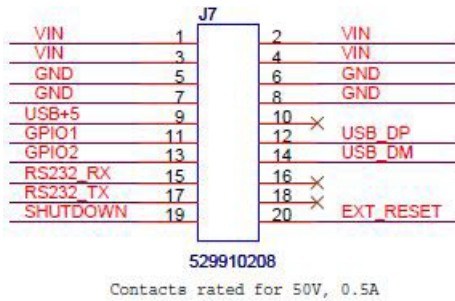 J7
VIN 1 2 VIN
VIN 3 4 VIN
GND 5 6 GND
GND 7 8 GND
USB+5 9 10
GPIO1 11 12 USB_DP
GPIO2 13 14 USB_DM
RS232_RX 15 16
RS232_TX 17 18
SHUTDOWN 19 20 EXT_RESET
529910208
Contacts rated for 50V, 0.5A